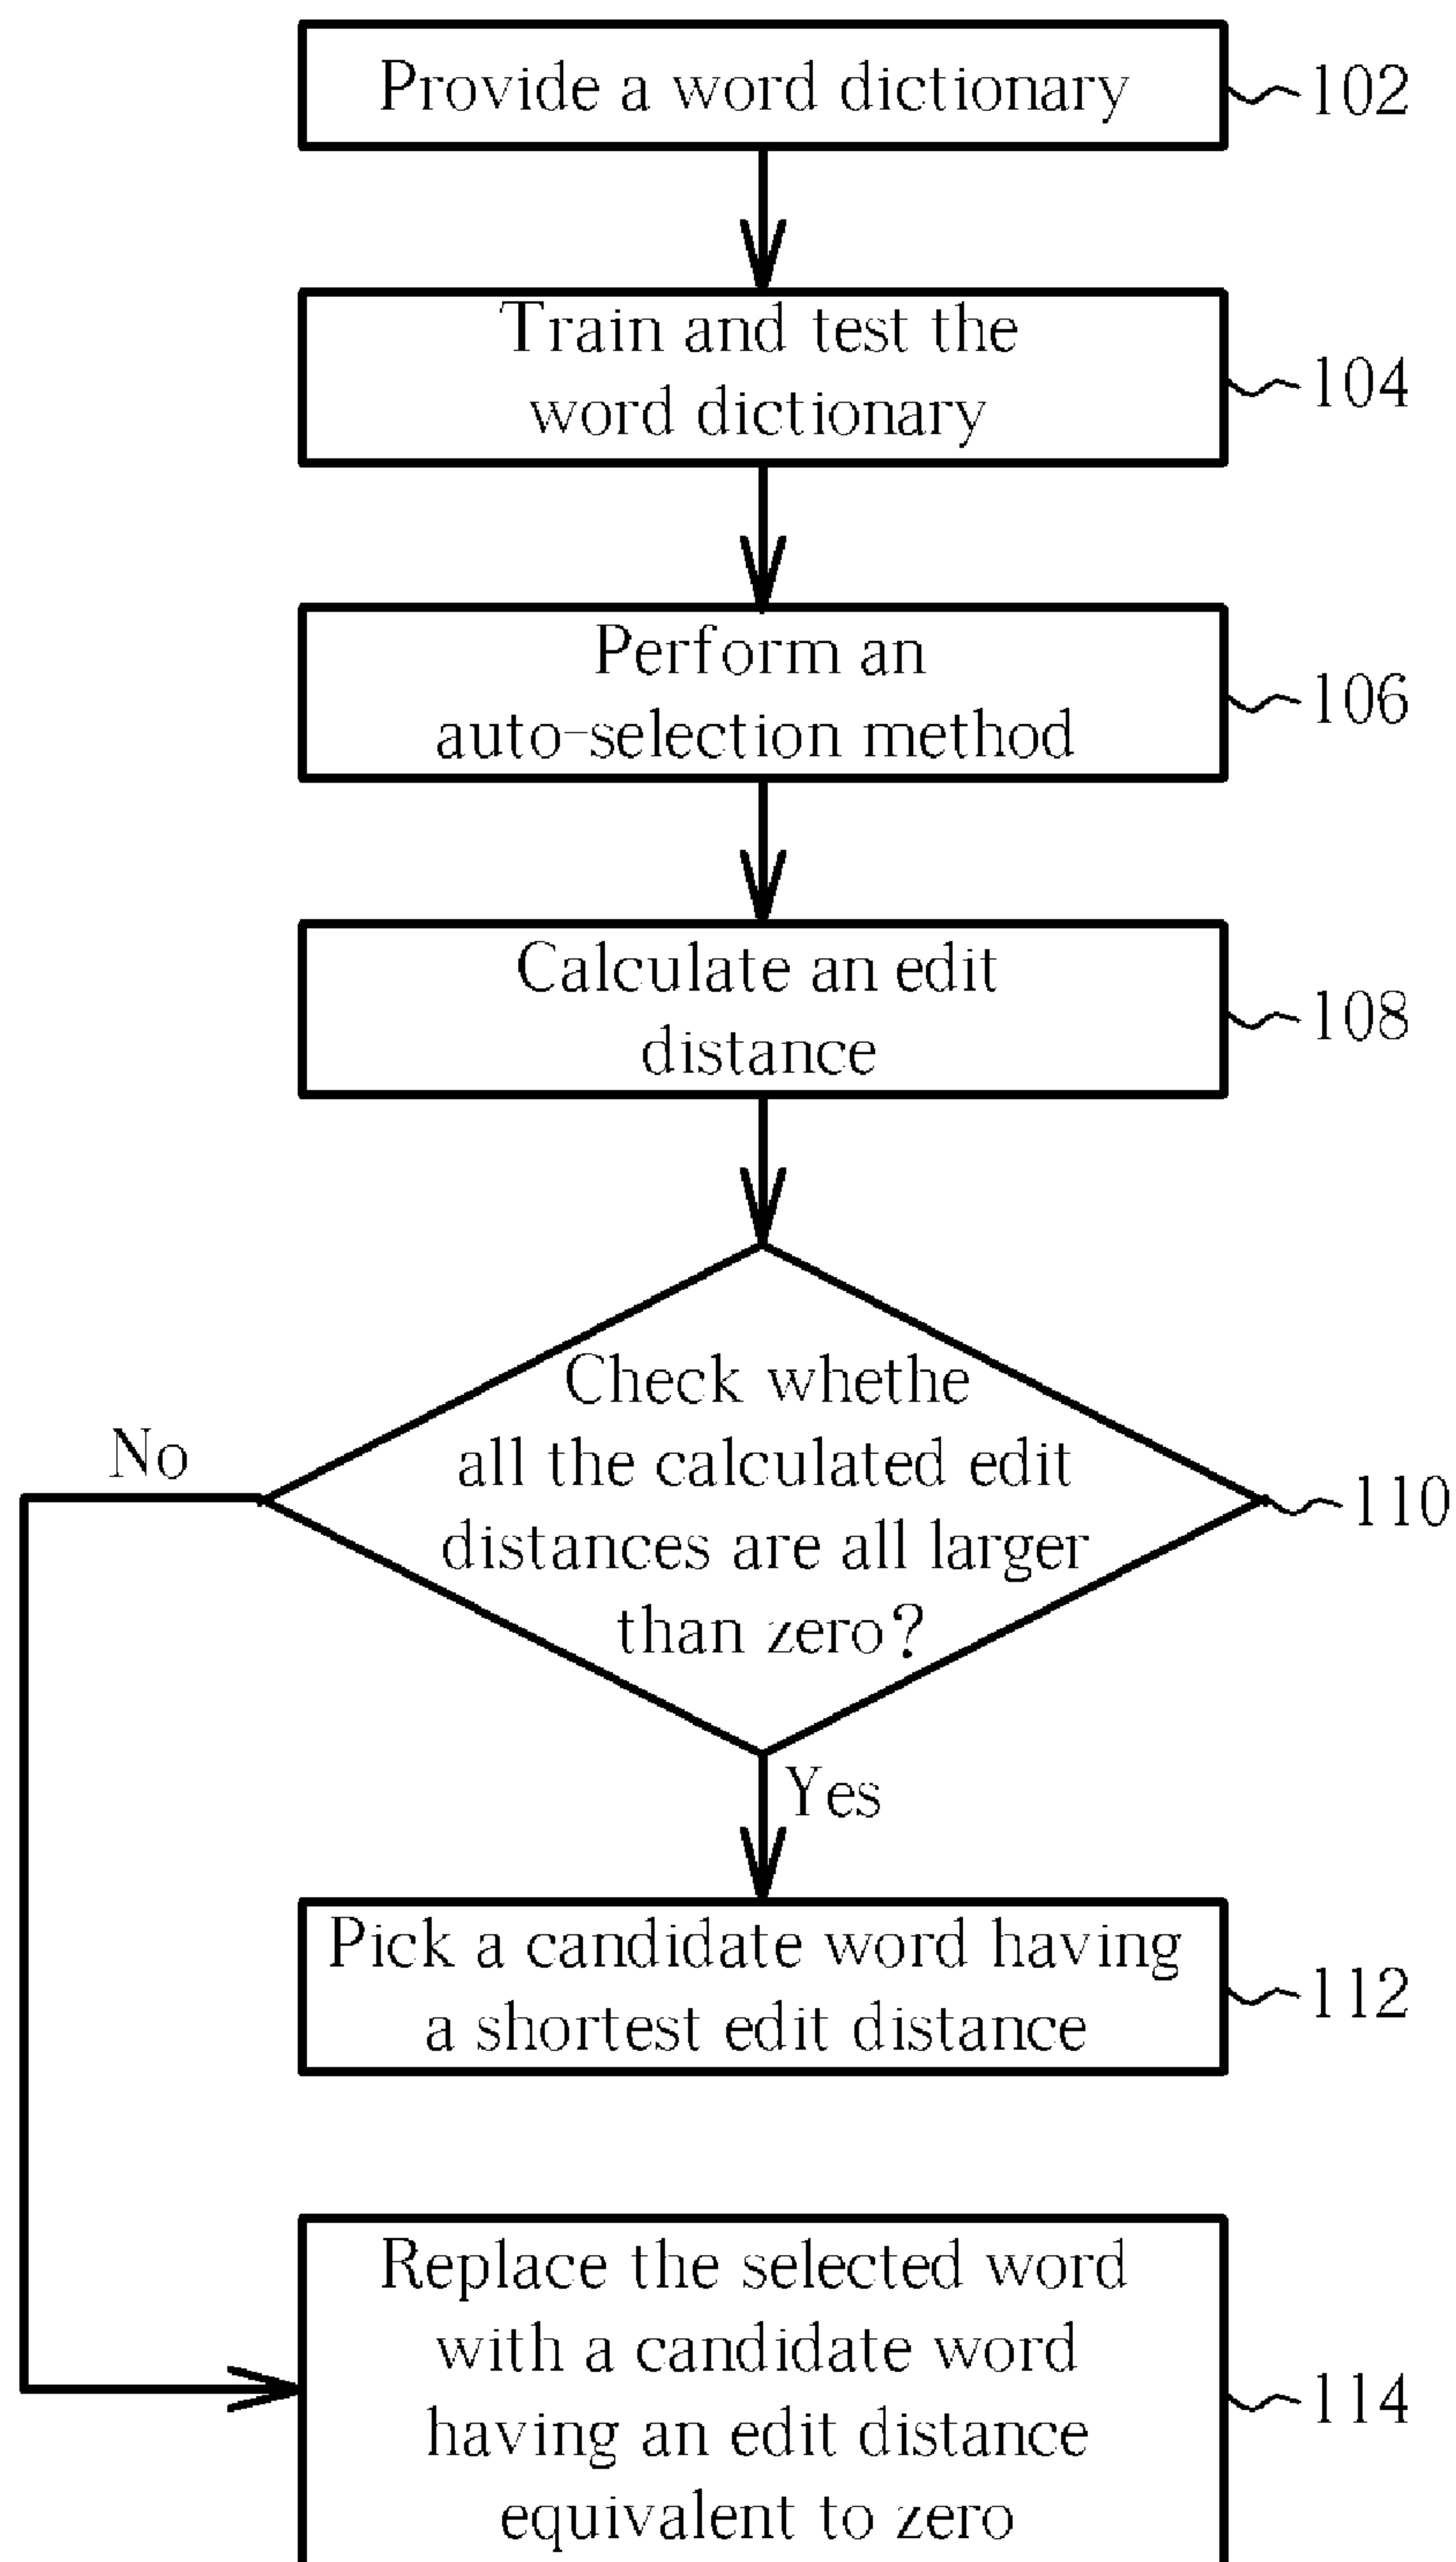 Provide a word dictionary
102
Train and test the
word dictionary
104
Perform an
auto-selection method
106
Calculate an edit
distance
108
Check whethe
all the calculated edit
distances are all larger
than zero?
No
110
Yes
Pick a candidate word having
a shortest edit distance
112
Replace the selected word
with a candidate word
having an edit distance
equivalent to zero
114